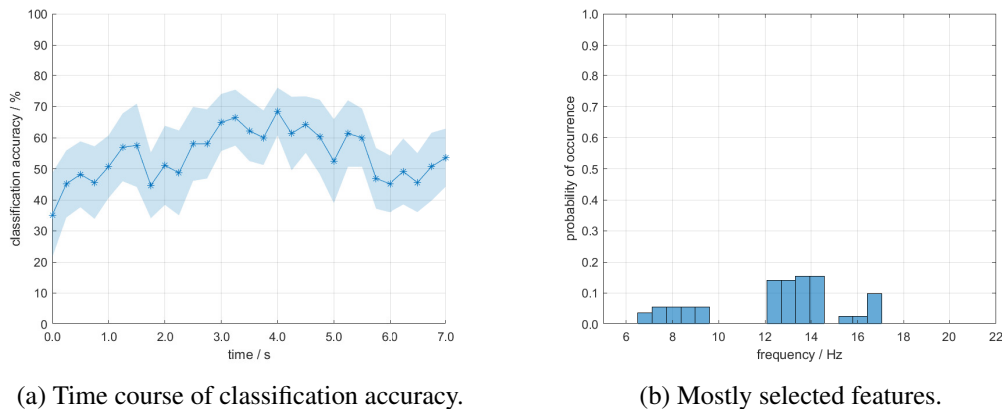 100
90
80
70
60
50
40
30
20
10
0
classification accuracy / %
0.0 1.0 2.0 3.0 4.0 5.0 6.0 7.0
time / s
(a) Time course of classification accuracy.
1.0
0.9
0.8
0.7
0.6
0.5
0.4
0.3
0.2
0.1
0.0
probability of occurrence
6 8 10 12 14 16 18 20 22
frequency / Hz
(b) Mostly selected features.